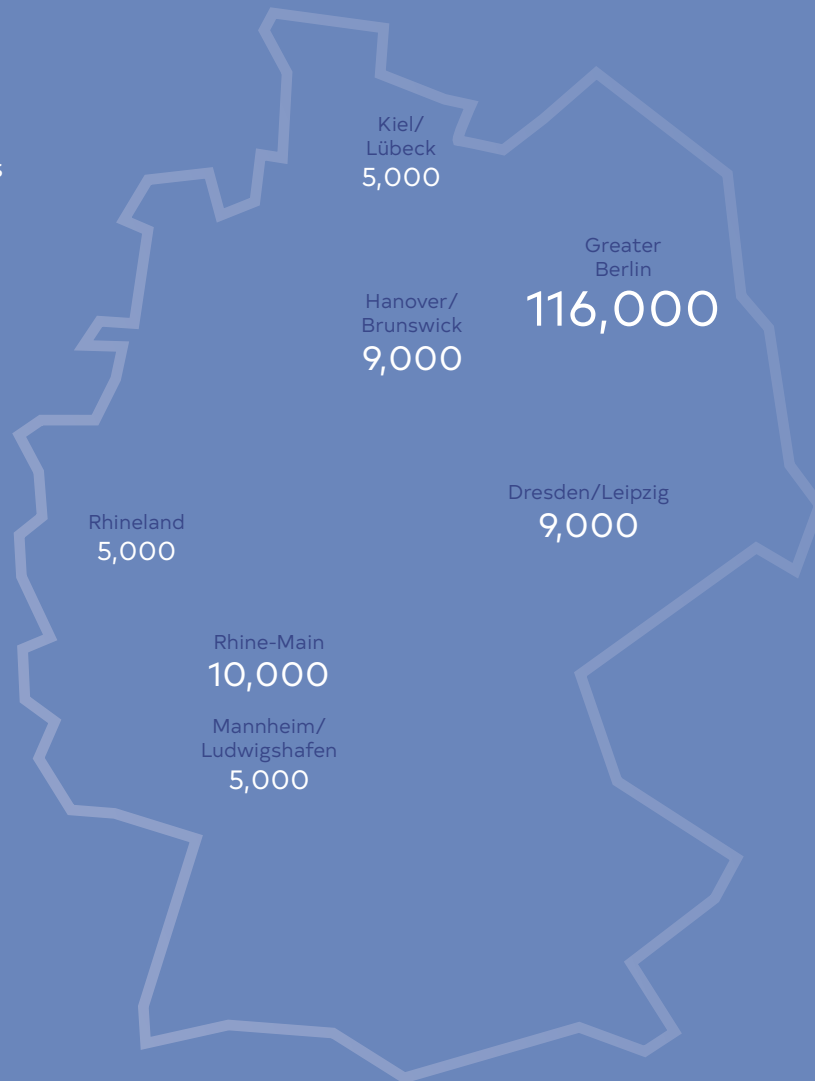 Kiel/
Lübeck
5,000
s
Greater
Berlin
116,000
Hanover/
Brunswick
9,000
Dresden/Leipzig
9,000
Rhineland
5,000
Rhine-Main
10,000
Mannheim/
Ludwigshafen
5,000